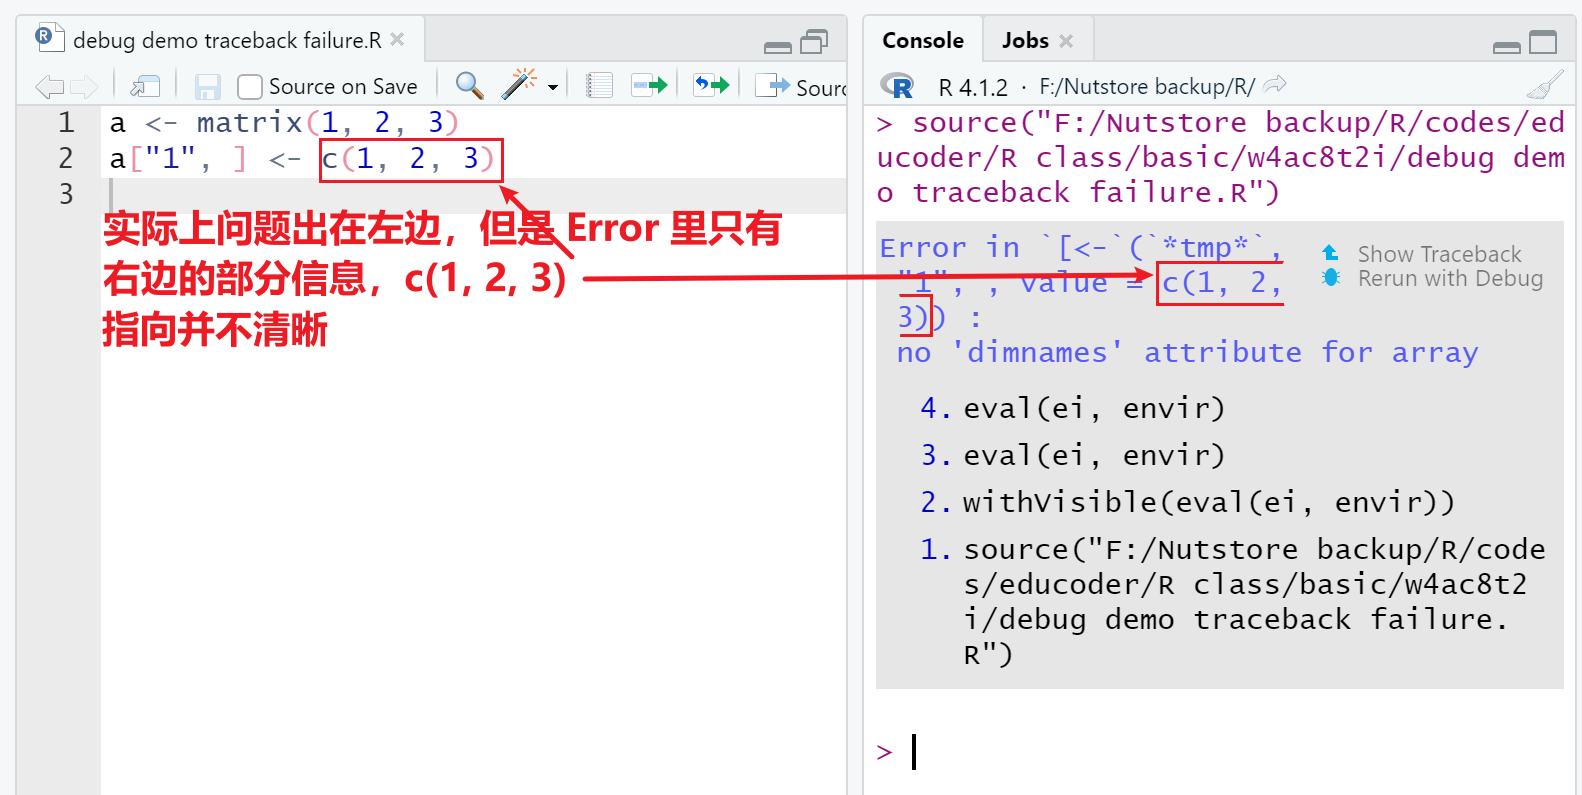 debug demo traceback failure.R
Source on Save
Sourc
1 a <- matrix(1, 2, 3)
2 a["1", ] <- c(1, 2, 3)
3
实际上问题出在左边，但是 Error 里只有
右边的部分信息，c(1, 2, 3)
指向并不清晰
Console Jobs
R 4.1.2 · F:/Nutstore backup/R/
> source("F:/Nutstore backup/R/codes/ed
ucoder/R class/basic/w4ac8t2i/debug dem
o traceback failure.R")
Error in `[<-`(`*tmp*`,
"1", , value = c(1, 2,
3)) :
no 'dimnames' attribute for array
Show Traceback
Rerun with Debug
4. eval(ei, envir)
3. eval(ei, envir)
2. withVisible(eval(ei, envir))
1. source("F:/Nutstore backup/R/code
s/educoder/R class/basic/w4ac8t2
i/debug demo traceback failure.
R")
>